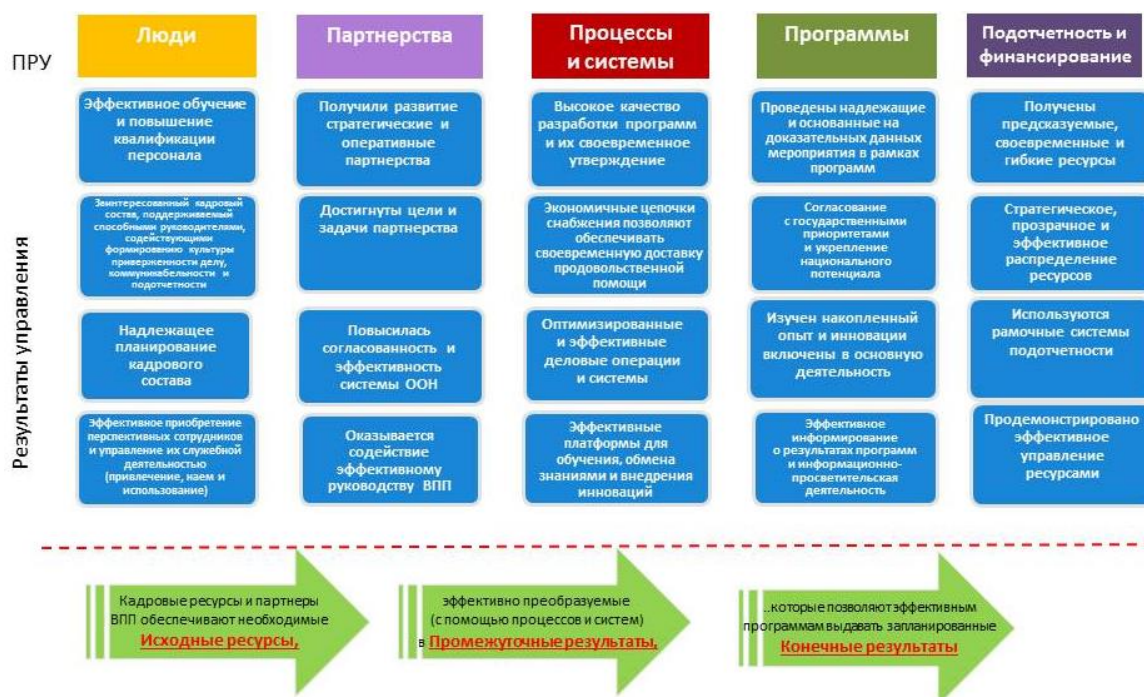 ПРУ
Люди
Партнерства
Процессы
и системы
Программы
Подотчетность и
финансирование
Результаты управления
Эффективное обучение
и повышение
квалификации
персонала
Получили развитие
стратегические и
оперативные
партнерства
Высокое качество
разработки программ
и их своевременное
утверждение
Проведены надлежащие
и основанные на
доказательных данных
мероприятия в рамках
программ
Получены
предсказуемые,
своевременные и
гибкие ресурсы
Заинтересованный кадровый
состав, поддерживаемый
способными руководителями,
содействующими
формированию культуры
приверженности делу,
коммуникабельности и
подотчетности
Достигнуты цели и
задачи партнерства
Экономичные цепочки
снабжения позволяют
обеспечивать
своевременную доставку
продовольственной
помощи
Согласование
с государственными
приоритетами
и укрепление
национального
потенциала
Стратегическое,
прозрачное и
эффективное
распределение
ресурсов
Надлежащее
планирование
кадрового
состава
Повысилась
согласованность и
эффективность
системы ООН
Оптимизированные
и эффективные
деловые операции
и системы
Изучен накопленный
опыт и инновации
включены в основную
деятельность
Используются
рамочные системы
подотчетности
Эффективное приобретение
перспективных сотрудников
и управление их служебной
деятельностью
(привлечение, наем и
использование)
Оказывается
содействие
эффективному
руководству ВПП
Эффективные
платформы для
обучения, обмена
знаниями и внедрения
инноваций
Эффективное
информирование
о результатах программ
и информационно-
просветительская
деятельность
Продемонстрировано
эффективное
управление
ресурсами
Кадровые ресурсы и партнеры
ВПП обеспечивают необходимые
Исходные ресурсы,
эффективно преобразуемые
(с помощью процессов и систем)
в Промежуточные результаты,
...которые позволяют эффективным
программам выдавать запланированные
Конечные результаты